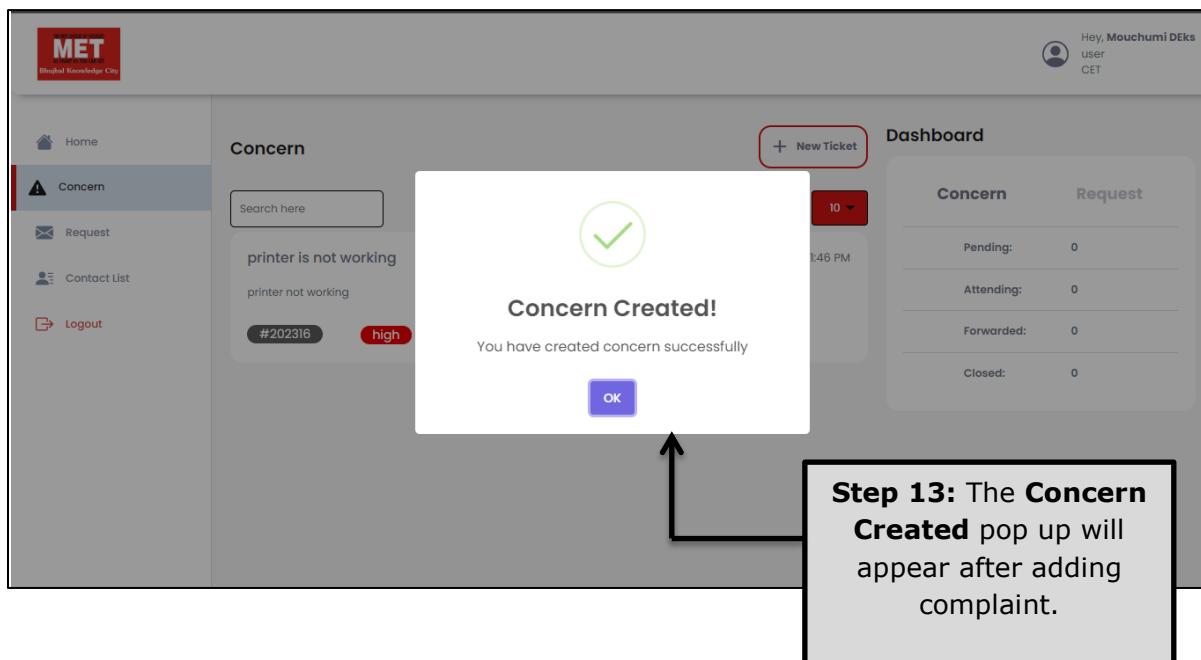 MET
Bhujbal Knowledge City
Hey, Mouchumi DEks
user
CET
Home
Concern
Request
Contact List
Logout
Concern
+ New Ticket
Search here
10
printer is not working
1:46 PM
printer not working
#202316
high
Concern Created!
You have created concern successfully
OK
Dashboard
Concern Request
Pending: 0
Attending: 0
Forwarded: 0
Closed: 0
Step 13: The Concern
Created pop up will
appear after adding
complaint.